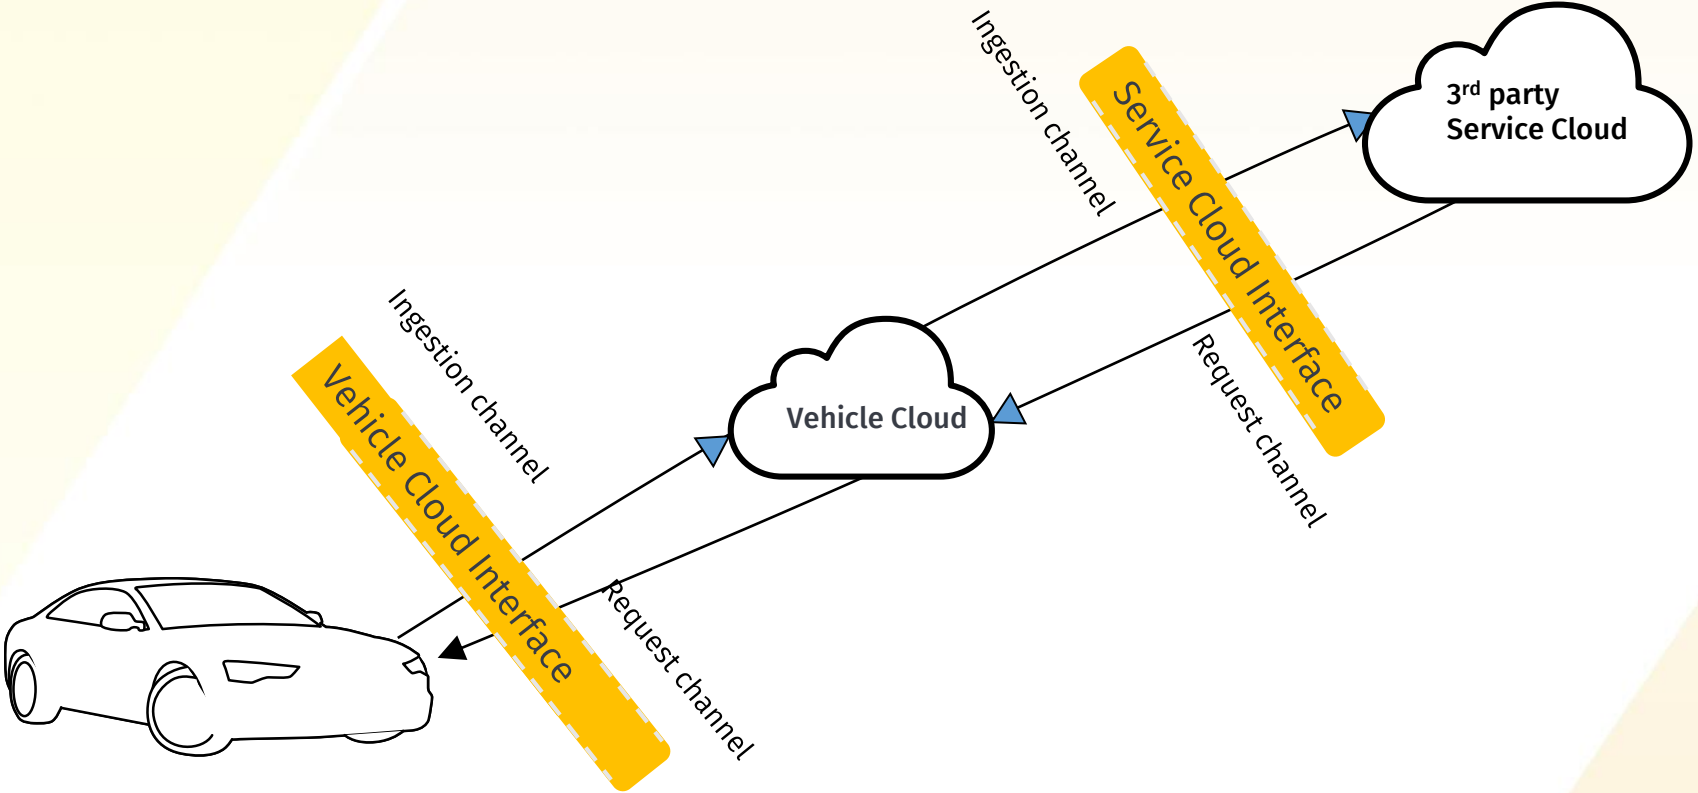 Ingestion channel
Service Cloud Interface
3rd party
Service Cloud
Request channel
Ingestion channel
Vehicle Cloud Interface
Vehicle Cloud
Request channel